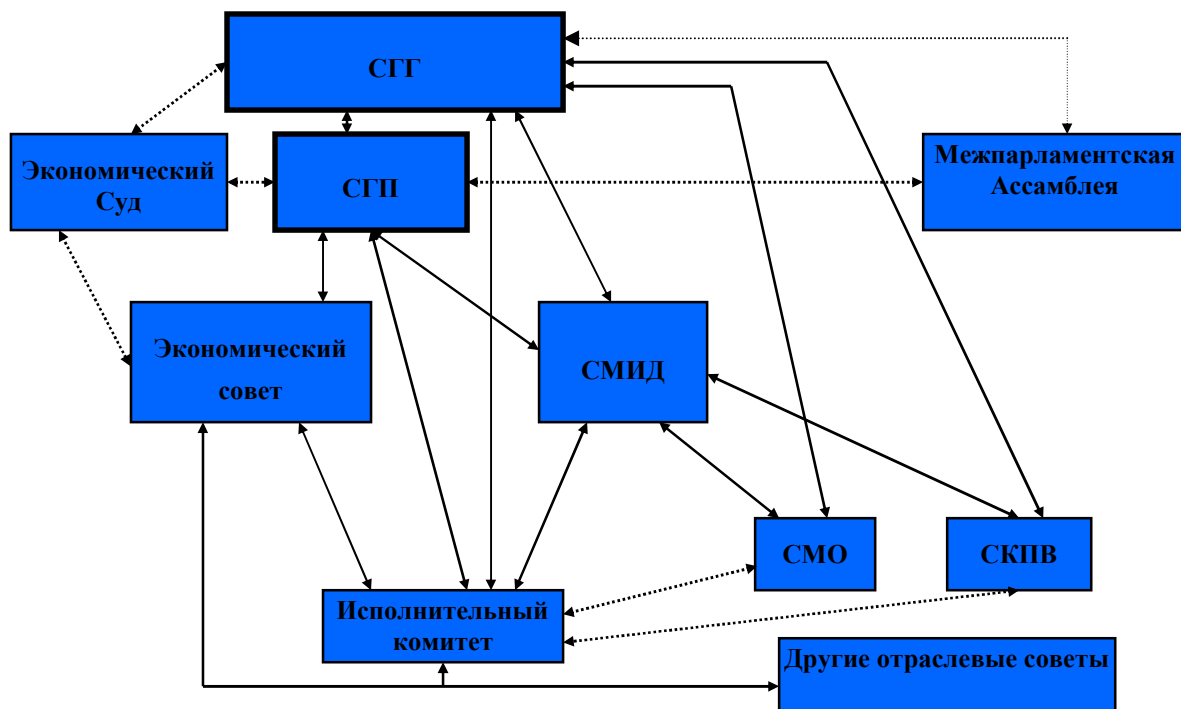 СГГ
Экономический
Суд
СГП
Межпарламентская
Ассамблея
Экономический
совет
СМИД
СМО
СКПВ
Исполнительный
комитет
Другие отраслевые советы